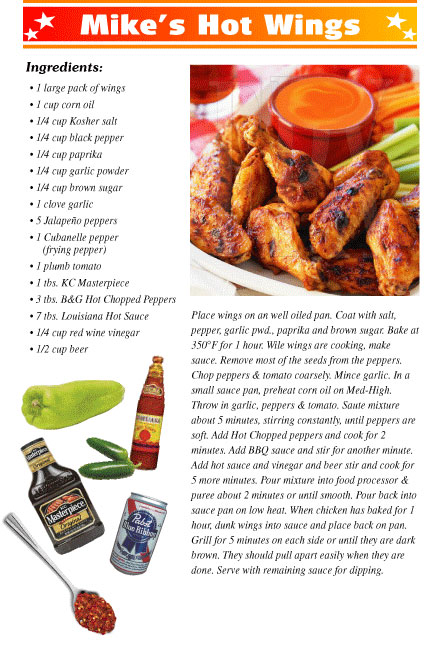 Mike's Hot Wings
Ingredients:
• 1 large pack of wings
• 1 cup corn oil
• 1/4 cup Kosher salt
• 1/4 cup black pepper
• 1/4 cup paprika
• 1/4 cup garlic powder
• 1/4 cup brown sugar
• 1 clove garlic
• 5 Jalapeño peppers
• 1 Cubanelle pepper
(frying pepper)
• 1 plumb tomato
• 1 tbs. KC Masterpiece
• 3 tbs. B&G Hot Chopped Peppers
• 7 tbs. Louisiana Hot Sauce
• 1/4 cup red wine vinegar
• 1/2 cup beer
Place wings on an well oiled pan. Coat with salt,
pepper, garlic pwd., paprika and brown sugar. Bake at
350°F for 1 hour. Wile wings are cooking, make
sauce. Remove most of the seeds from the peppers.
Chop peppers & tomato coarsely. Mince garlic. In a
small sauce pan, preheat corn oil on Med-High.
Throw in garlic, peppers & tomato. Saute mixture
about 5 minutes, stirring constantly, until peppers are
soft. Add Hot Chopped peppers and cook for 2
minutes. Add BBQ sauce and stir for another minute.
Add hot sauce and vinegar and beer stir and cook for
5 more minutes. Pour mixture into food processor &
puree about 2 minutes or until smooth. Pour back into
sauce pan on low heat. When chicken has baked for 1
hour, dunk wings into sauce and place back on pan.
Grill for 5 minutes on each side or until they are dark
brown. They should pull apart easily when they are
done. Serve with remaining sauce for dipping.
LOUISIANA
Masterpiece
Original
Pabst
Blue Ribbon